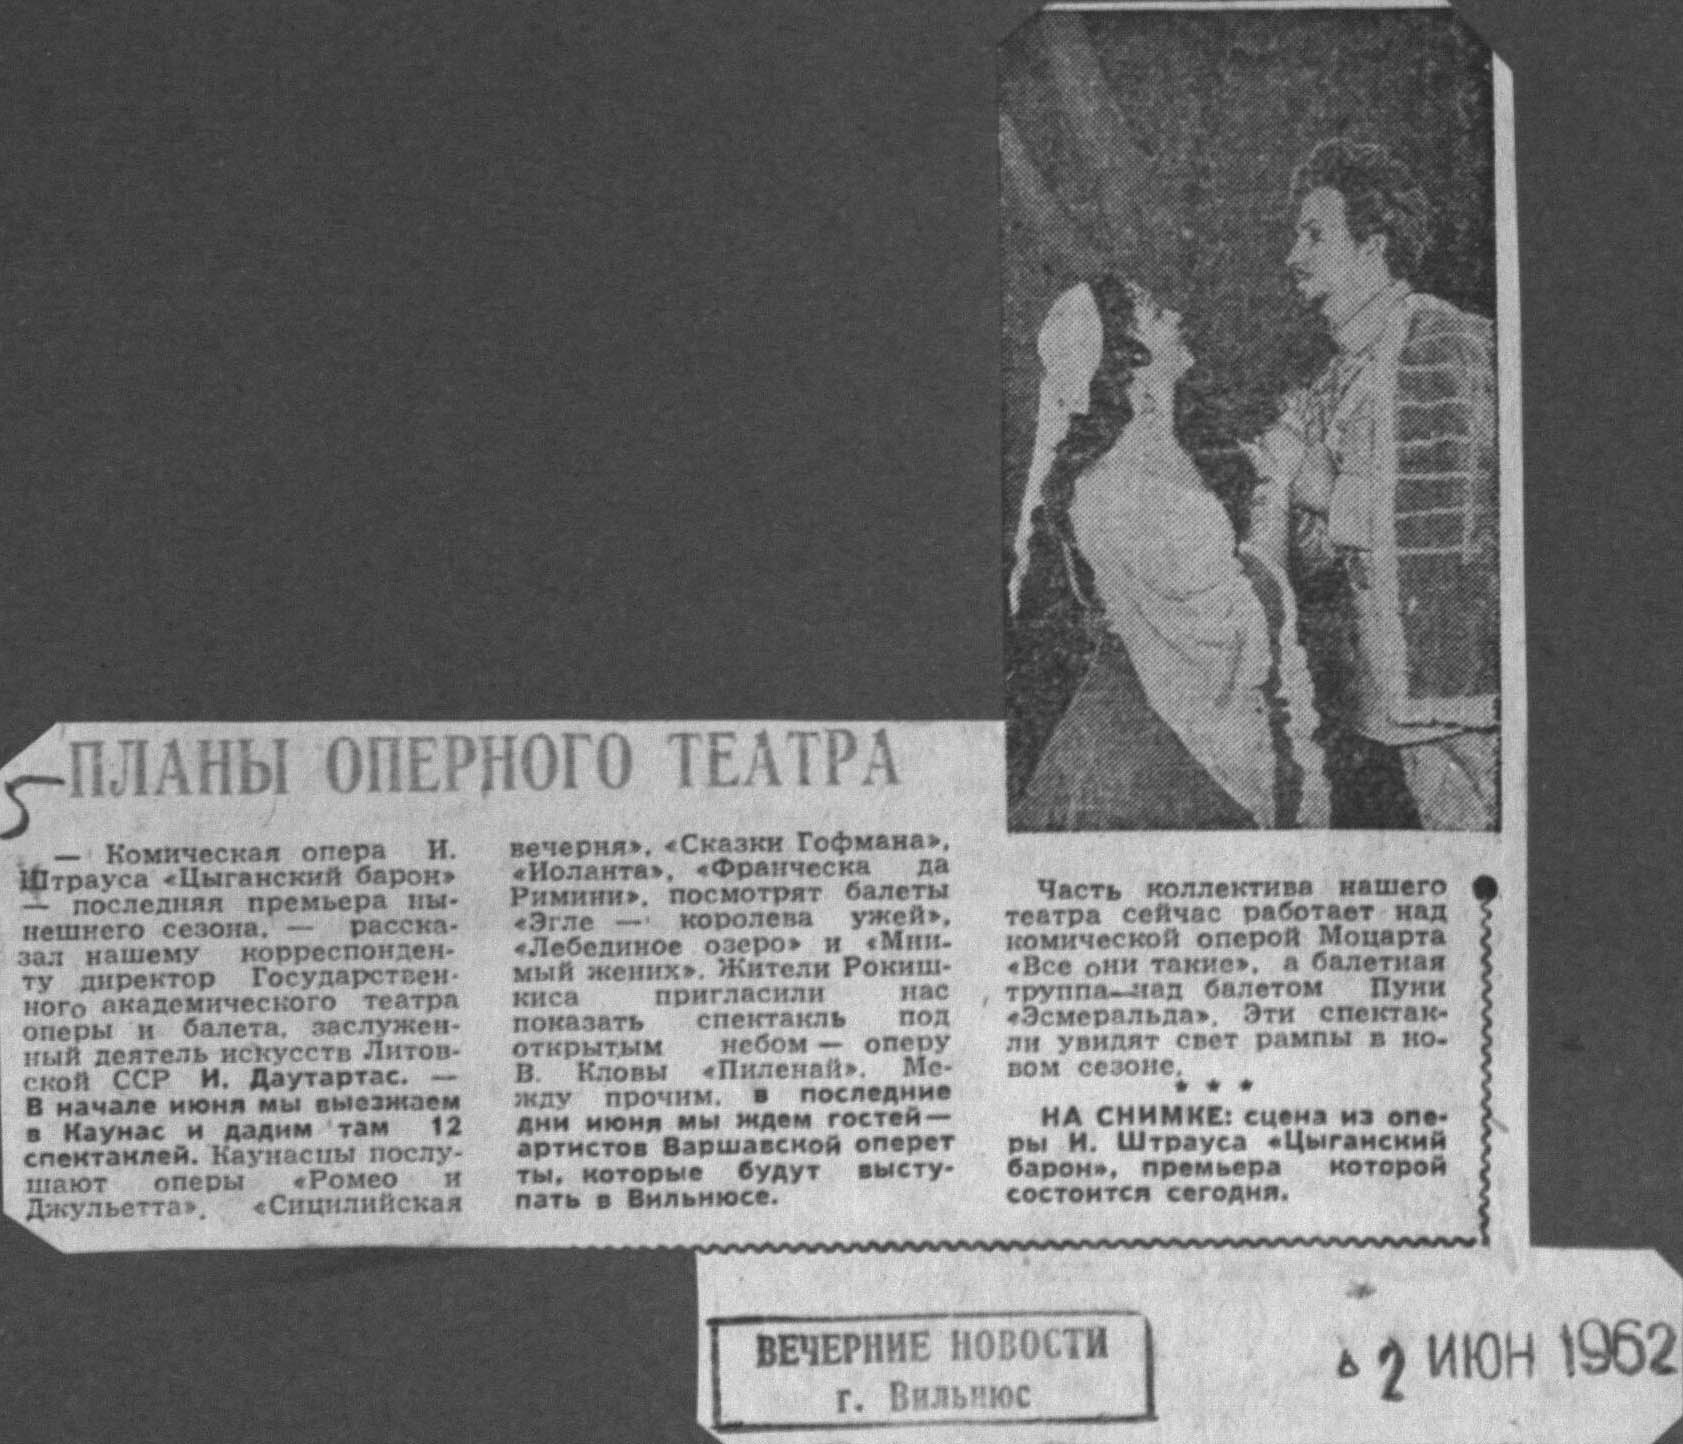 ПЛАНЫ ОПЕРНОГО ТЕАТРА
5
— Комическая опера И.
Штрауса «Цыганский барон»
— последняя премьера ны-
нешнего сезона, — расска-
зал нашему корреспонден-
ту директор Государствен-
ного академического театра
оперы и балета, заслужен-
ный деятель искусств Литов-
ской ССР И. Даутартас. —
В начале июня мы выезжаем
в Каунас и дадим там 12
спектаклей. Каунасцы послу-
шают оперы «Ромео и
Джульетта», «Сицилийская
вечерня», «Сказки Гофмана»,
«Иоланта», «Франческа да
Римини», посмотрят балеты
«Эгле — королева ужей»,
«Лебединое озеро» и «Мни-
мый жених». Жители Рокиш-
киса пригласили нас
показать спектакль под
открытым небом — оперу
В. Кловы «Пиленай». Ме-
жду прочим, в последние
дни июня мы ждем гостей —
артистов Варшавской оперет
ты, которые будут высту-
пать в Вильнюсе.
Часть коллектива нашего
театра сейчас работает над
комической оперой Моцарта
«Все они такие», а балетная
труппа—над балетом Пуни
«Эсмеральда». Эти спектак-
ли увидят свет рампы в но-
вом сезоне.
* * *
НА СНИМКЕ: сцена из опе-
ры И. Штрауса «Цыганский
барон», премьера которой
состоится сегодня.
ВЕЧЕРНИЕ НОВОСТИ
г. Вильнюс
2 ИЮН 1962